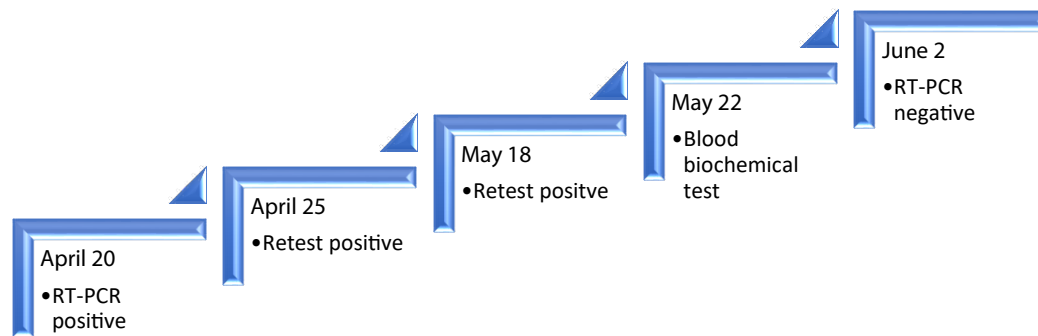 April 20
•RT-PCR
positive
April 25
•Retest positive
May 18
•Retest positve
May 22
•Blood
biochemical
test
June 2
•RT-PCR
negative